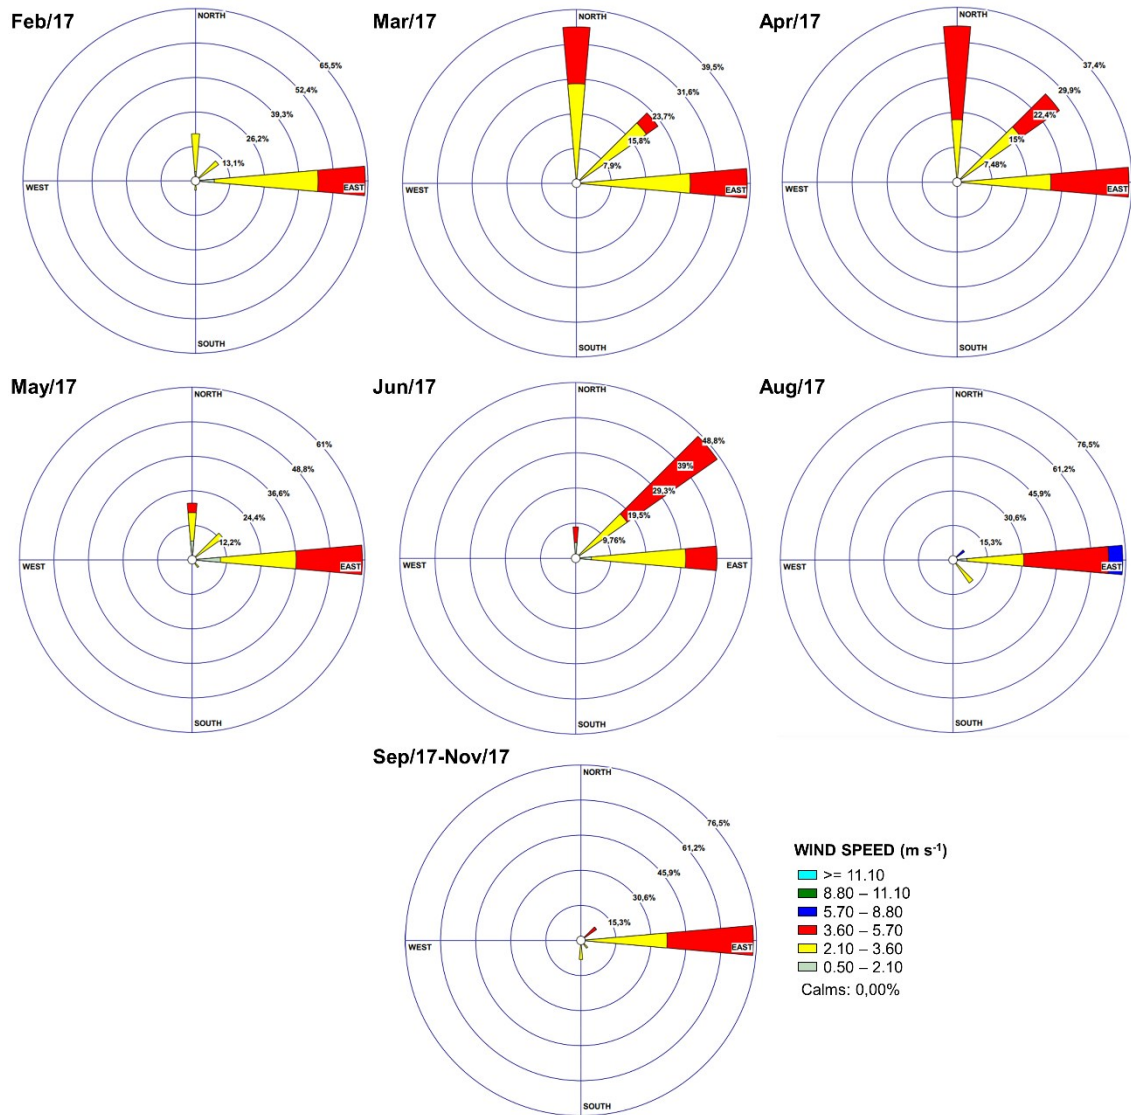 Feb/17
NORTH
65,5%
52,4%
39,3%
26,2%
13,1%
WEST
EAST
SOUTH
Mar/17
NORTH
39,5%
31,6%
23,7%
15,8%
7,9%
WEST
EAST
SOUTH
Apr/17
NORTH
37,4%
29,9%
22,4%
15%
7,48%
WEST
EAST
SOUTH
May/17
NORTH
61%
48,8%
36,6%
24,4%
12,2%
WEST
EAST
SOUTH
Jun/17
NORTH
48,8%
39%
29,3%
19,5%
9,76%
WEST
EAST
SOUTH
Aug/17
NORTH
76,5%
61,2%
45,9%
30,6%
15,3%
WEST
EAST
SOUTH
Sep/17-Nov/17
NORTH
76,5%
61,2%
45,9%
30,6%
15,3%
WEST
EAST
SOUTH
WIND SPEED (m s⁻¹)
>= 11.10
8.80 – 11.10
5.70 – 8.80
3.60 – 5.70
2.10 – 3.60
0.50 – 2.10
Calms: 0,00%